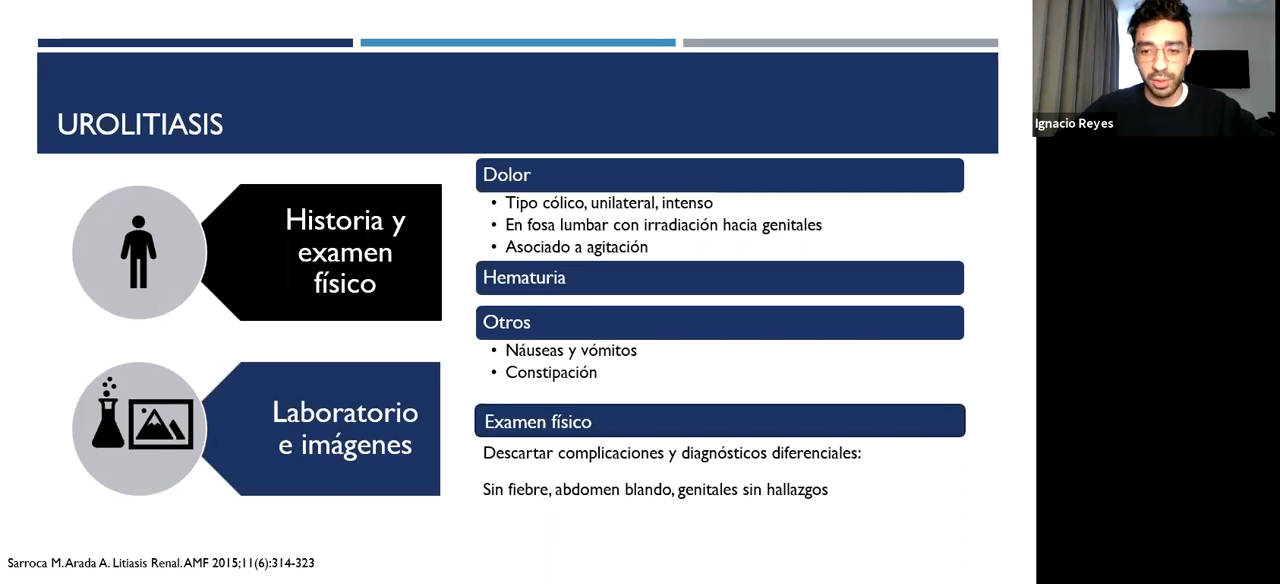 UROLITIASIS
Ignacio Reyes
Historia y
examen
físico
Dolor
• Tipo cólico, unilateral, intenso
• En fosa lumbar con irradiación hacia genitales
• Asociado a agitación
Hematuria
Otros
• Náuseas y vómitos
• Constipación
Laboratorio
e imágenes
Examen físico
Descartar complicaciones y diagnósticos diferenciales:
Sin fiebre, abdomen blando, genitales sin hallazgos
Sarroca M. Arada A. Litiasis Renal. AMF 2015;11(6):314-323